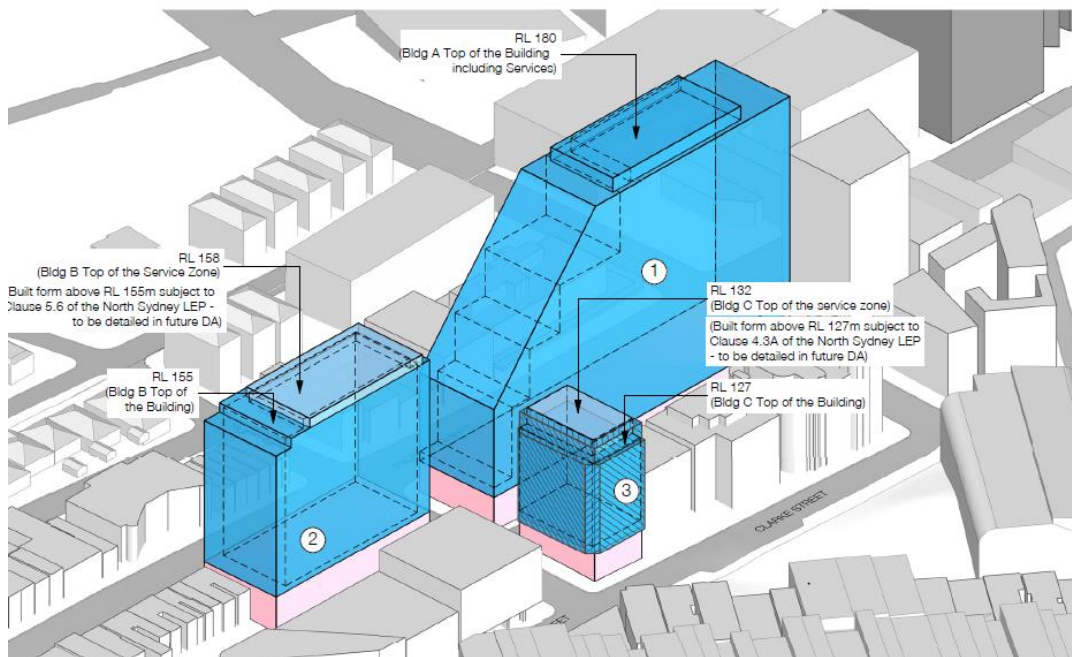 RL 180
(Bldg A Top of the Building
including Services)
1
RL 158
(Bldg B Top of the Service Zone)
Built form above RL 155m subject to
Clause 5.6 of the North Sydney LEP -
to be detailed in future DA)
RL 132
(Bldg C Top of the service zone)
(Built form above RL 127m subject to
Clause 4.3A of the North Sydney LEP
- to be detailed in future DA)
RL 155
(Bldg B Top of
the Building)
RL 127
(Bldg C Top of the Building)
3
2
CLARKE STREET